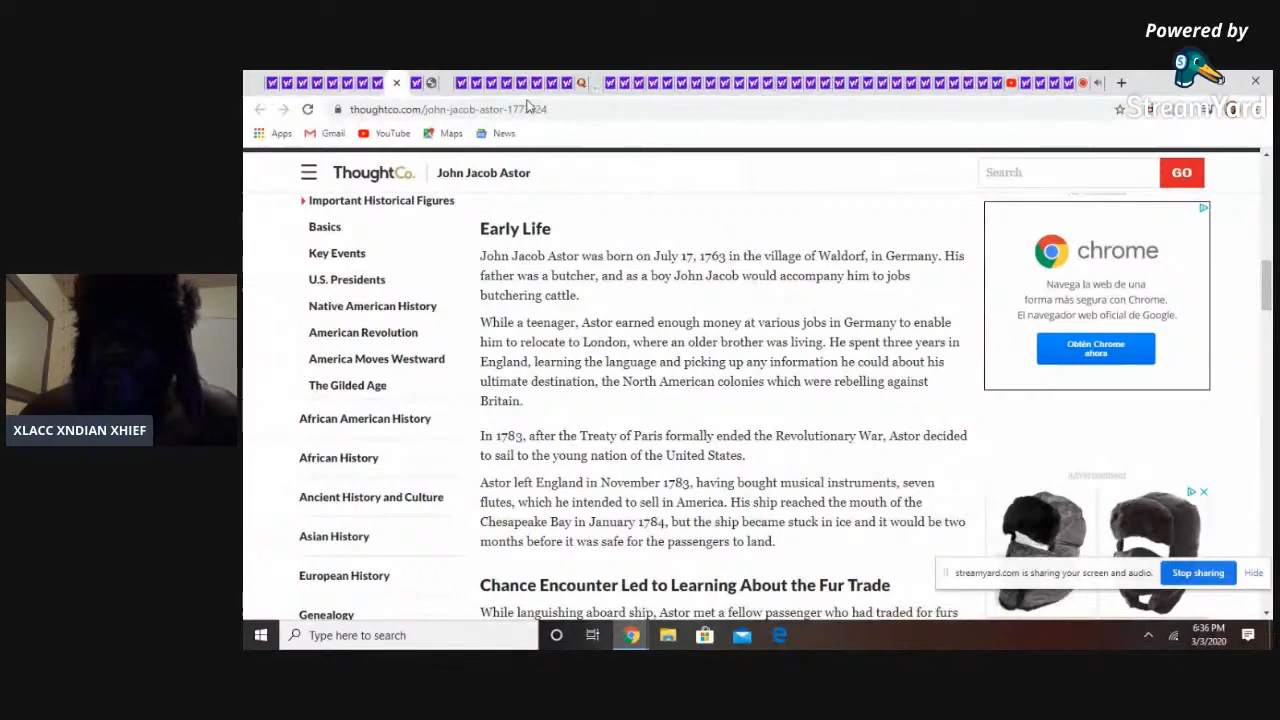 Powered by
StreamYard
thoughtco.com/john-jacob-astor-177
24
Apps Gmail YouTube Maps News
ThoughtCo. John Jacob Astor
Search GO
Important Historical Figures
Basics
Key Events
U.S. Presidents
Native American History
American Revolution
America Moves Westward
The Gilded Age
African American History
African History
Ancient History and Culture
Asian History
European History
Genealogy
Early Life
John Jacob Astor was born on July 17, 1763 in the village of Waldorf, in Germany. His
father was a butcher, and as a boy John Jacob would accompany him to jobs
butchering cattle.
While a teenager, Astor earned enough money at various jobs in Germany to enable
him to relocate to London, where an older brother was living. He spent three years in
England, learning the language and picking up any information he could about his
ultimate destination, the North American colonies which were rebelling against
Britain.
In 1783, after the Treaty of Paris formally ended the Revolutionary War, Astor decided
to sail to the young nation of the United States.
Astor left England in November 1783, having bought musical instruments, seven
flutes, which he intended to sell in America. His ship reached the mouth of the
Chesapeake Bay in January 1784, but the ship became stuck in ice and it would be two
months before it was safe for the passengers to land.
Chance Encounter Led to Learning About the Fur Trade
While languishing aboard ship, Astor met a fellow passenger who had traded for furs
chrome
Navega la web de una
forma más segura con Chrome.
El navegador web oficial de Google.
Obtén Chrome
ahora
Advertisement
streamyard.com is sharing your screen and audio. Stop sharing Hide
XLACC XNDIAN XHIEF
Type here to search
6:36 PM
3/3/2020